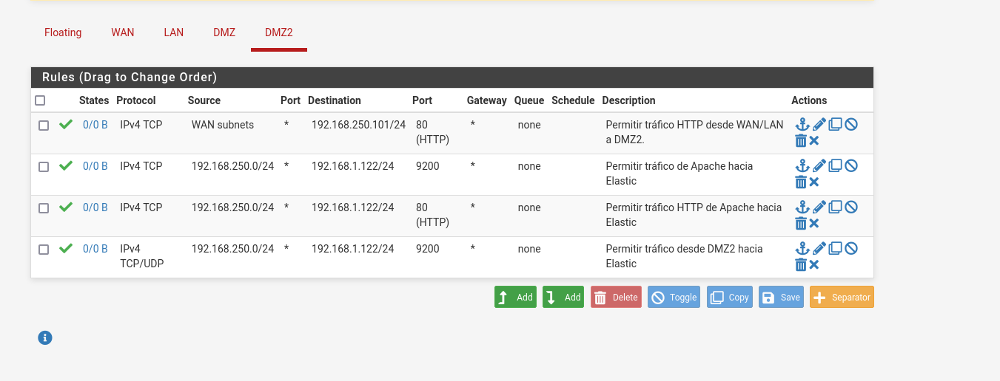 Floating WAN LAN DMZ DMZ2
Rules (Drag to Change Order)
States Protocol Source Port Destination Port Gateway Queue Schedule Description Actions
0/0 B IPv4 TCP WAN subnets * 192.168.250.101/24 80 * none Permitir tráfico HTTP desde WAN/LAN
(HTTP) a DMZ2.
0/0 B IPv4 TCP 192.168.250.0/24 * 192.168.1.122/24 9200 * none Permitir tráfico de Apache hacia
Elastic
0/0 B IPv4 TCP 192.168.250.0/24 * 192.168.1.122/24 80 * none Permitir tráfico HTTP de Apache hacia
(HTTP) Elastic
0/0 B IPv4 192.168.250.0/24 * 192.168.1.122/24 9200 * none Permitir tráfico desde DMZ2 hacia
TCP/UDP Elastic
Add Add Delete Toggle Copy Save Separator